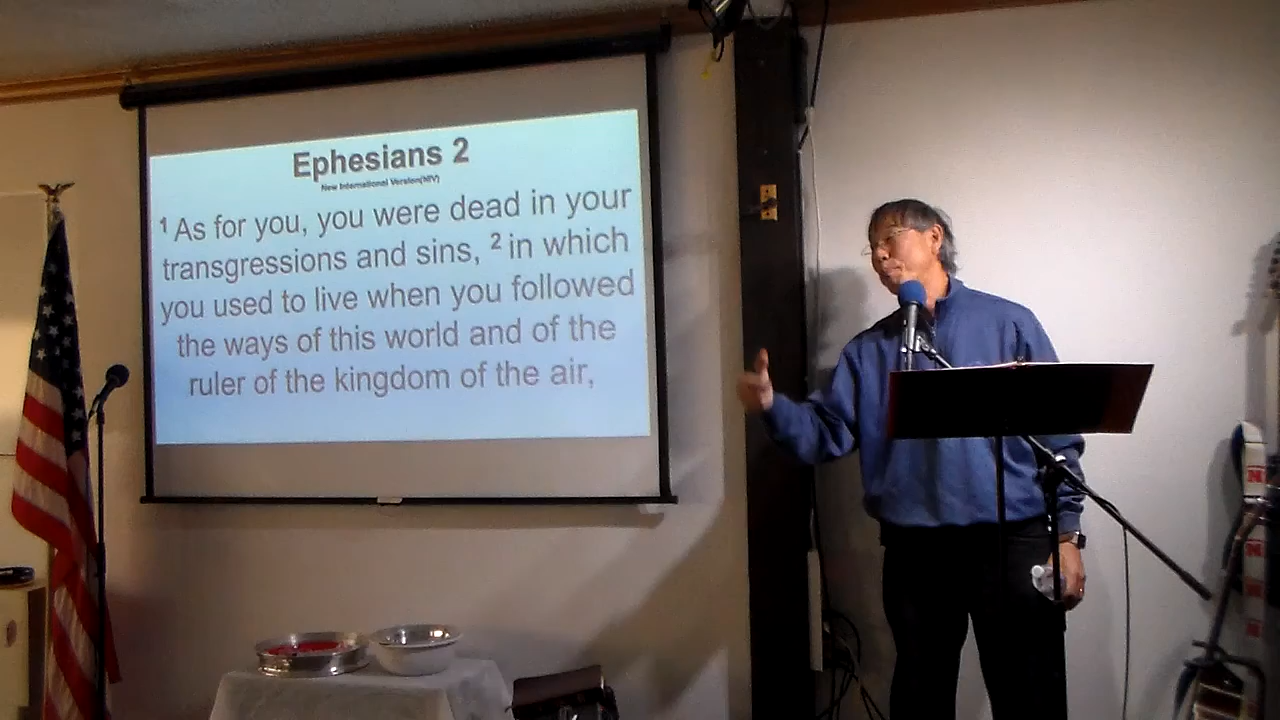 Ephesians 2
New International Version(NIV)
¹ As for you, you were dead in your
transgressions and sins, ² in which
you used to live when you followed
the ways of this world and of the
ruler of the kingdom of the air,
N
N